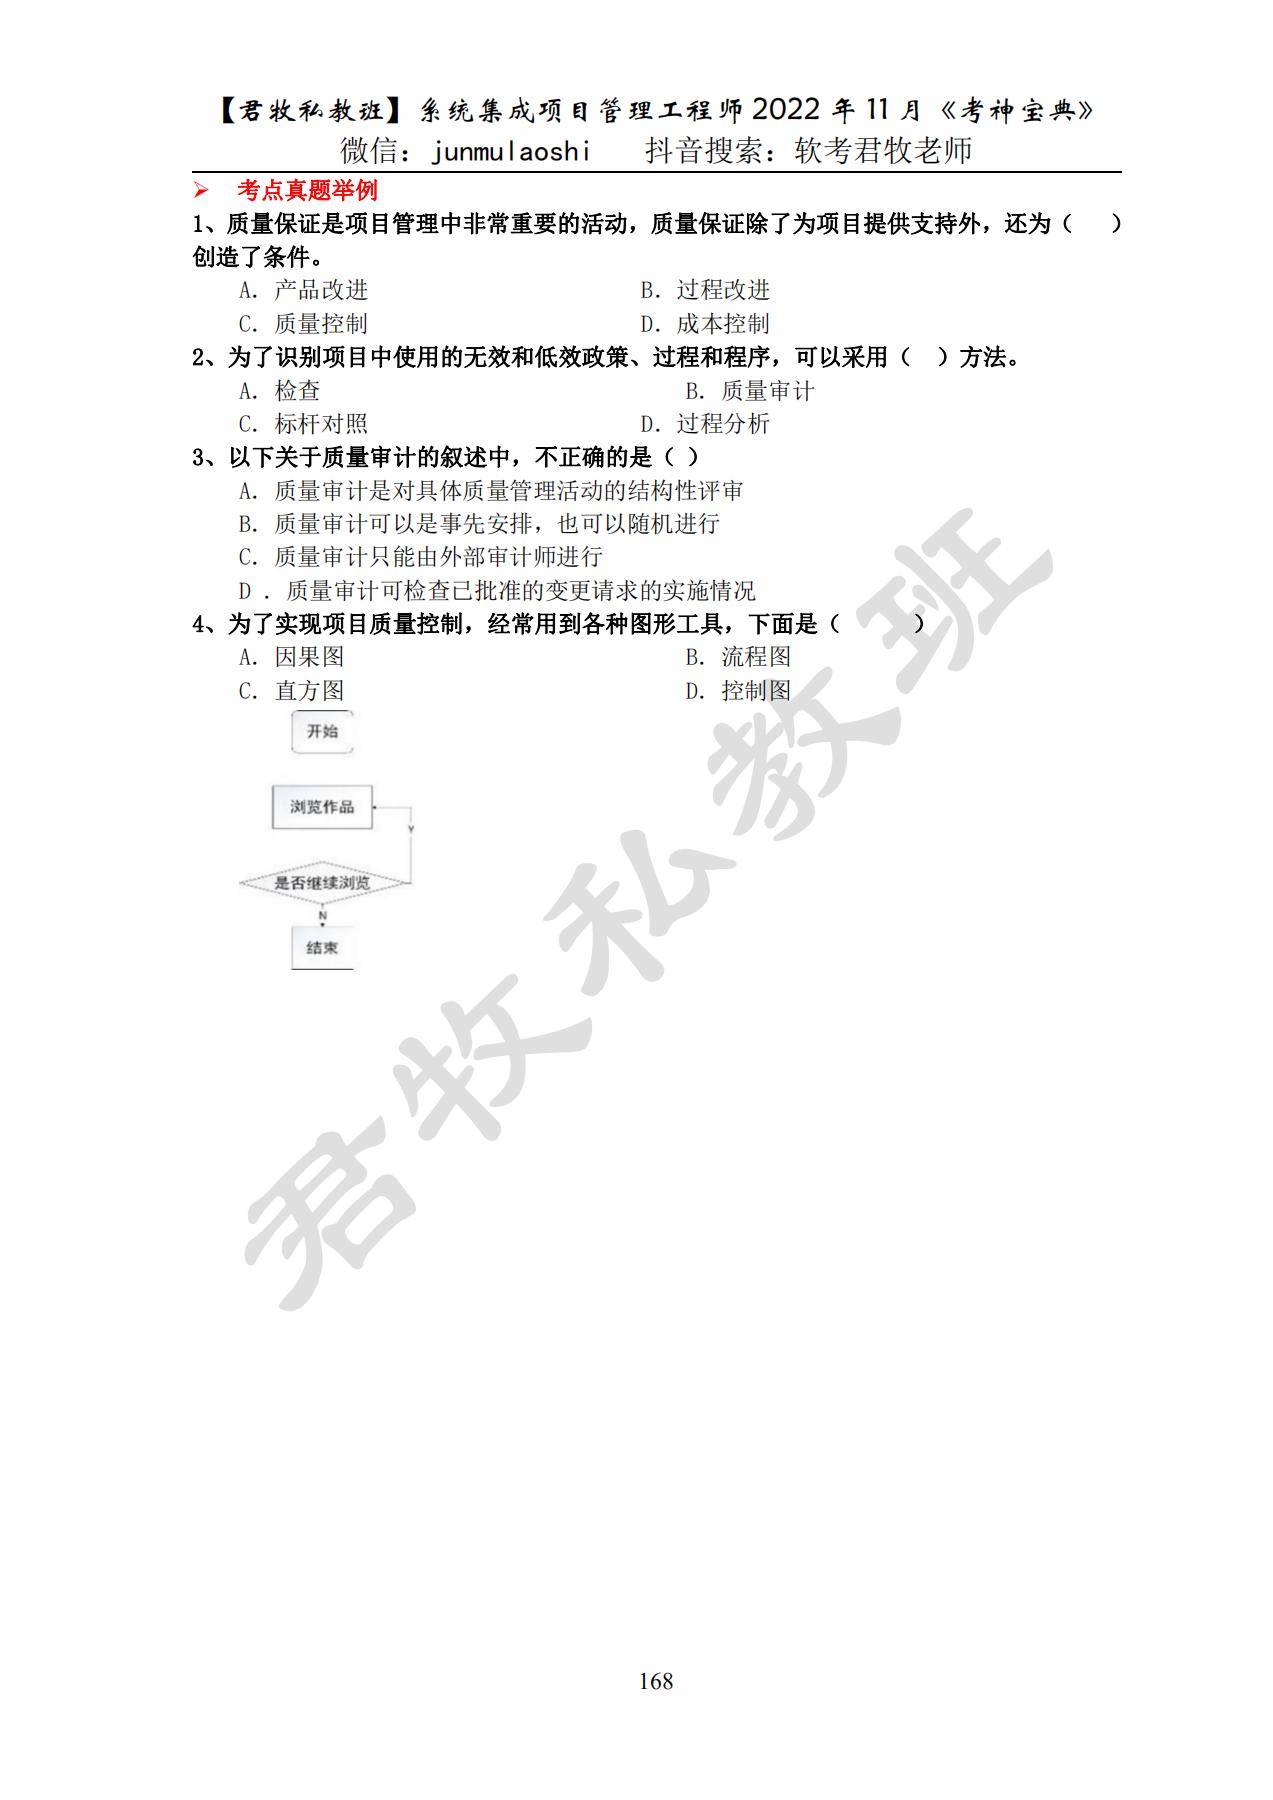 【君牧私教班】系统集成项目管理工程师 2022 年 11 月《考神宝典》
微信：junmulaoshi 抖音搜索：软考君牧老师
➢ 考点真题举例
1、质量保证是项目管理中非常重要的活动，质量保证除了为项目提供支持外，还为（ ）
创造了条件。
A. 产品改进 B. 过程改进
C. 质量控制 D. 成本控制
2、为了识别项目中使用的无效和低效政策、过程和程序，可以采用（ ）方法。
A. 检查 B. 质量审计
C. 标杆对照 D. 过程分析
3、以下关于质量审计的叙述中，不正确的是（ ）
A. 质量审计是对具体质量管理活动的结构性评审
B. 质量审计可以是事先安排，也可以随机进行
C. 质量审计只能由外部审计师进行
D ．质量审计可检查已批准的变更请求的实施情况
4、为了实现项目质量控制，经常用到各种图形工具，下面是（ ）
A. 因果图 B. 流程图
C. 直方图 D. 控制图
开始
浏览作品
Y
是否继续浏览
N
结束
君牧私教班
168